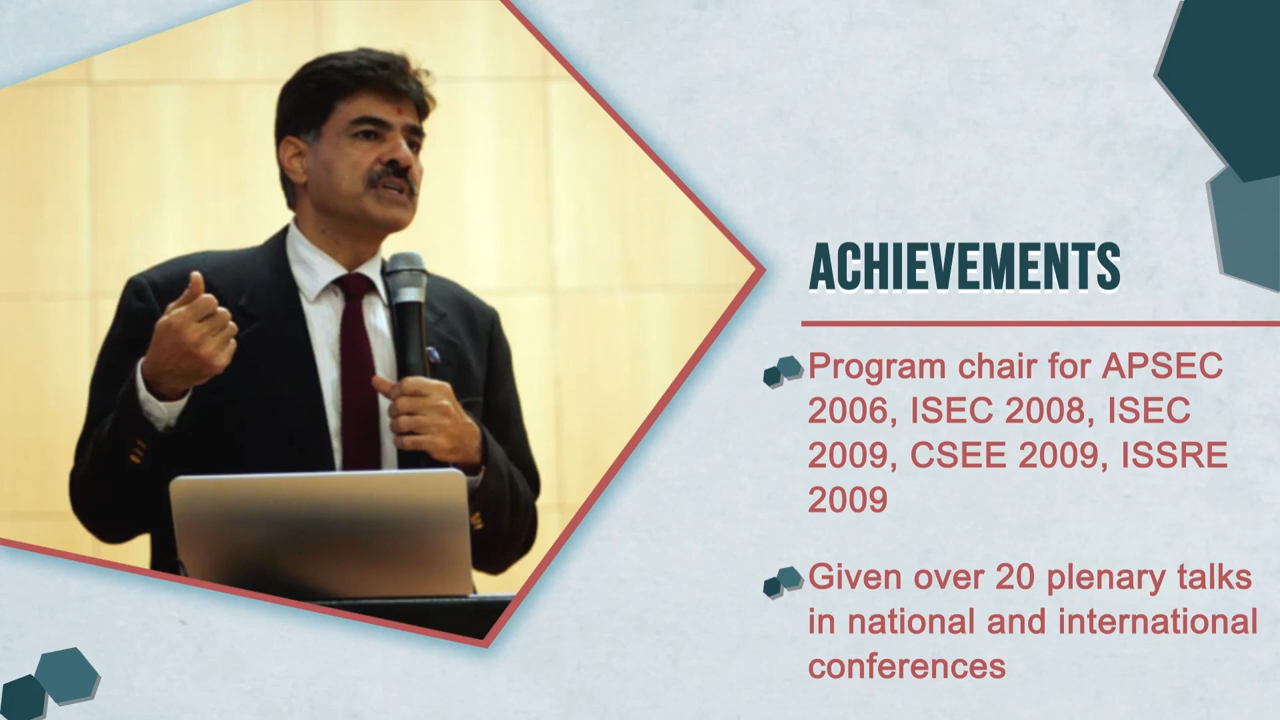 ACHIEVEMENTS
Program chair for APSEC
2006, ISEC 2008, ISEC
2009, CSEE 2009, ISSRE
2009
Given over 20 plenary talks
in national and international
conferences